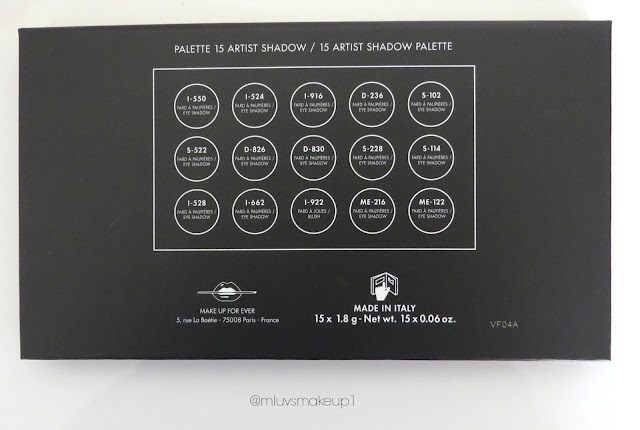 PALETTE 15 ARTIST SHADOW / 15 ARTIST SHADOW PALETTE
I-550 I-524 I-916 D-236 S-102
FARD À PAUPIÈRES / FARD À PAUPIÈRES / FARD À PAUPIÈRES / FARD À PAUPIÈRES / FARD À PAUPIÈRES /
EYE SHADOW EYE SHADOW EYE SHADOW EYE SHADOW EYE SHADOW
S-522 D-826 D-830 S-228 S-114
FARD À PAUPIÈRES / FARD À PAUPIÈRES / FARD À PAUPIÈRES / FARD À PAUPIÈRES / FARD À PAUPIÈRES /
EYE SHADOW EYE SHADOW EYE SHADOW EYE SHADOW EYE SHADOW
I-528 I-662 I-922 ME-216 ME-122
FARD À PAUPIÈRES / FARD À PAUPIÈRES / FARD À JOUES / FARD À PAUPIÈRES / FARD À PAUPIÈRES /
EYE SHADOW EYE SHADOW BLUSH EYE SHADOW EYE SHADOW
MAKE UP FOR EVER
5, rue La Boétie - 75008 Paris - France
MADE IN ITALY
15 x 1.8 g - Net wt. 15 x 0.06 oz.
VF04A
@mluvsmakeup1